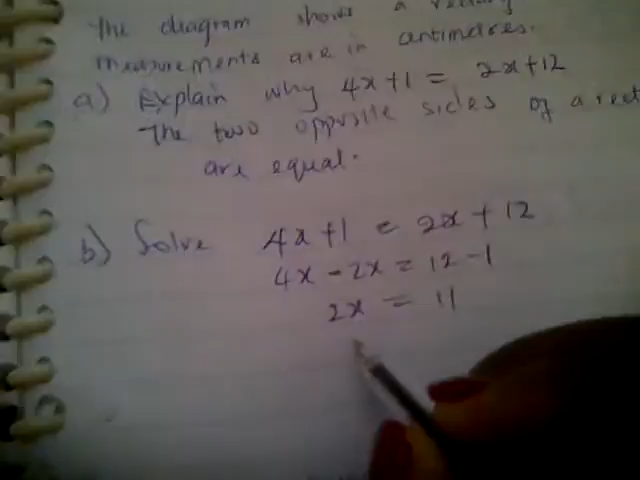 The diagram shows a
measurements are in centimetres.
a) Explain why 4x+1 = 2x+12
The two opposite sides of a rect
are equal.
b) Solve 4x+1 = 2x+12
4x - 2x = 12 - 1
2x = 11